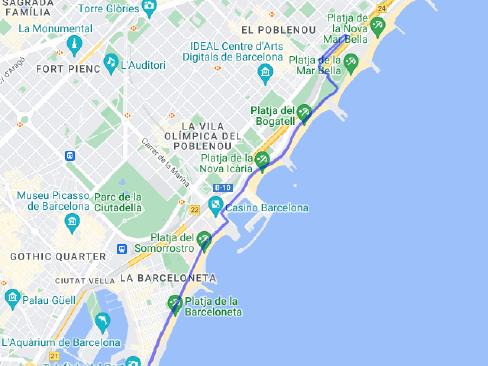 SAGRADA
FAMÍLIA
Torre Glòries
La Monumental
EL POBLENOU
Platja de
la Nova
Mar Bella
IDEAL Centre d'Arts
Digitals de Barcelona
Platja de la
Mar Bella
L'Auditori
FORT PIENC
C/ d'Aragó
Platja del
Bogatell
LA VILA
OLÍMPICA DEL
POBLENOU
Carrer de la Marina
Platja de la
Nova Icària
B-10
Museu Picasso
de Barcelona
Parc de la
Ciutadella
22
Casino Barcelona
Platja del
Somorrostro
GOTHIC QUARTER
CIUTAT VELLA
LA BARCELONETA
Palau Güell
Platja de la
Barceloneta
L'Aquàrium de Barcelona
21